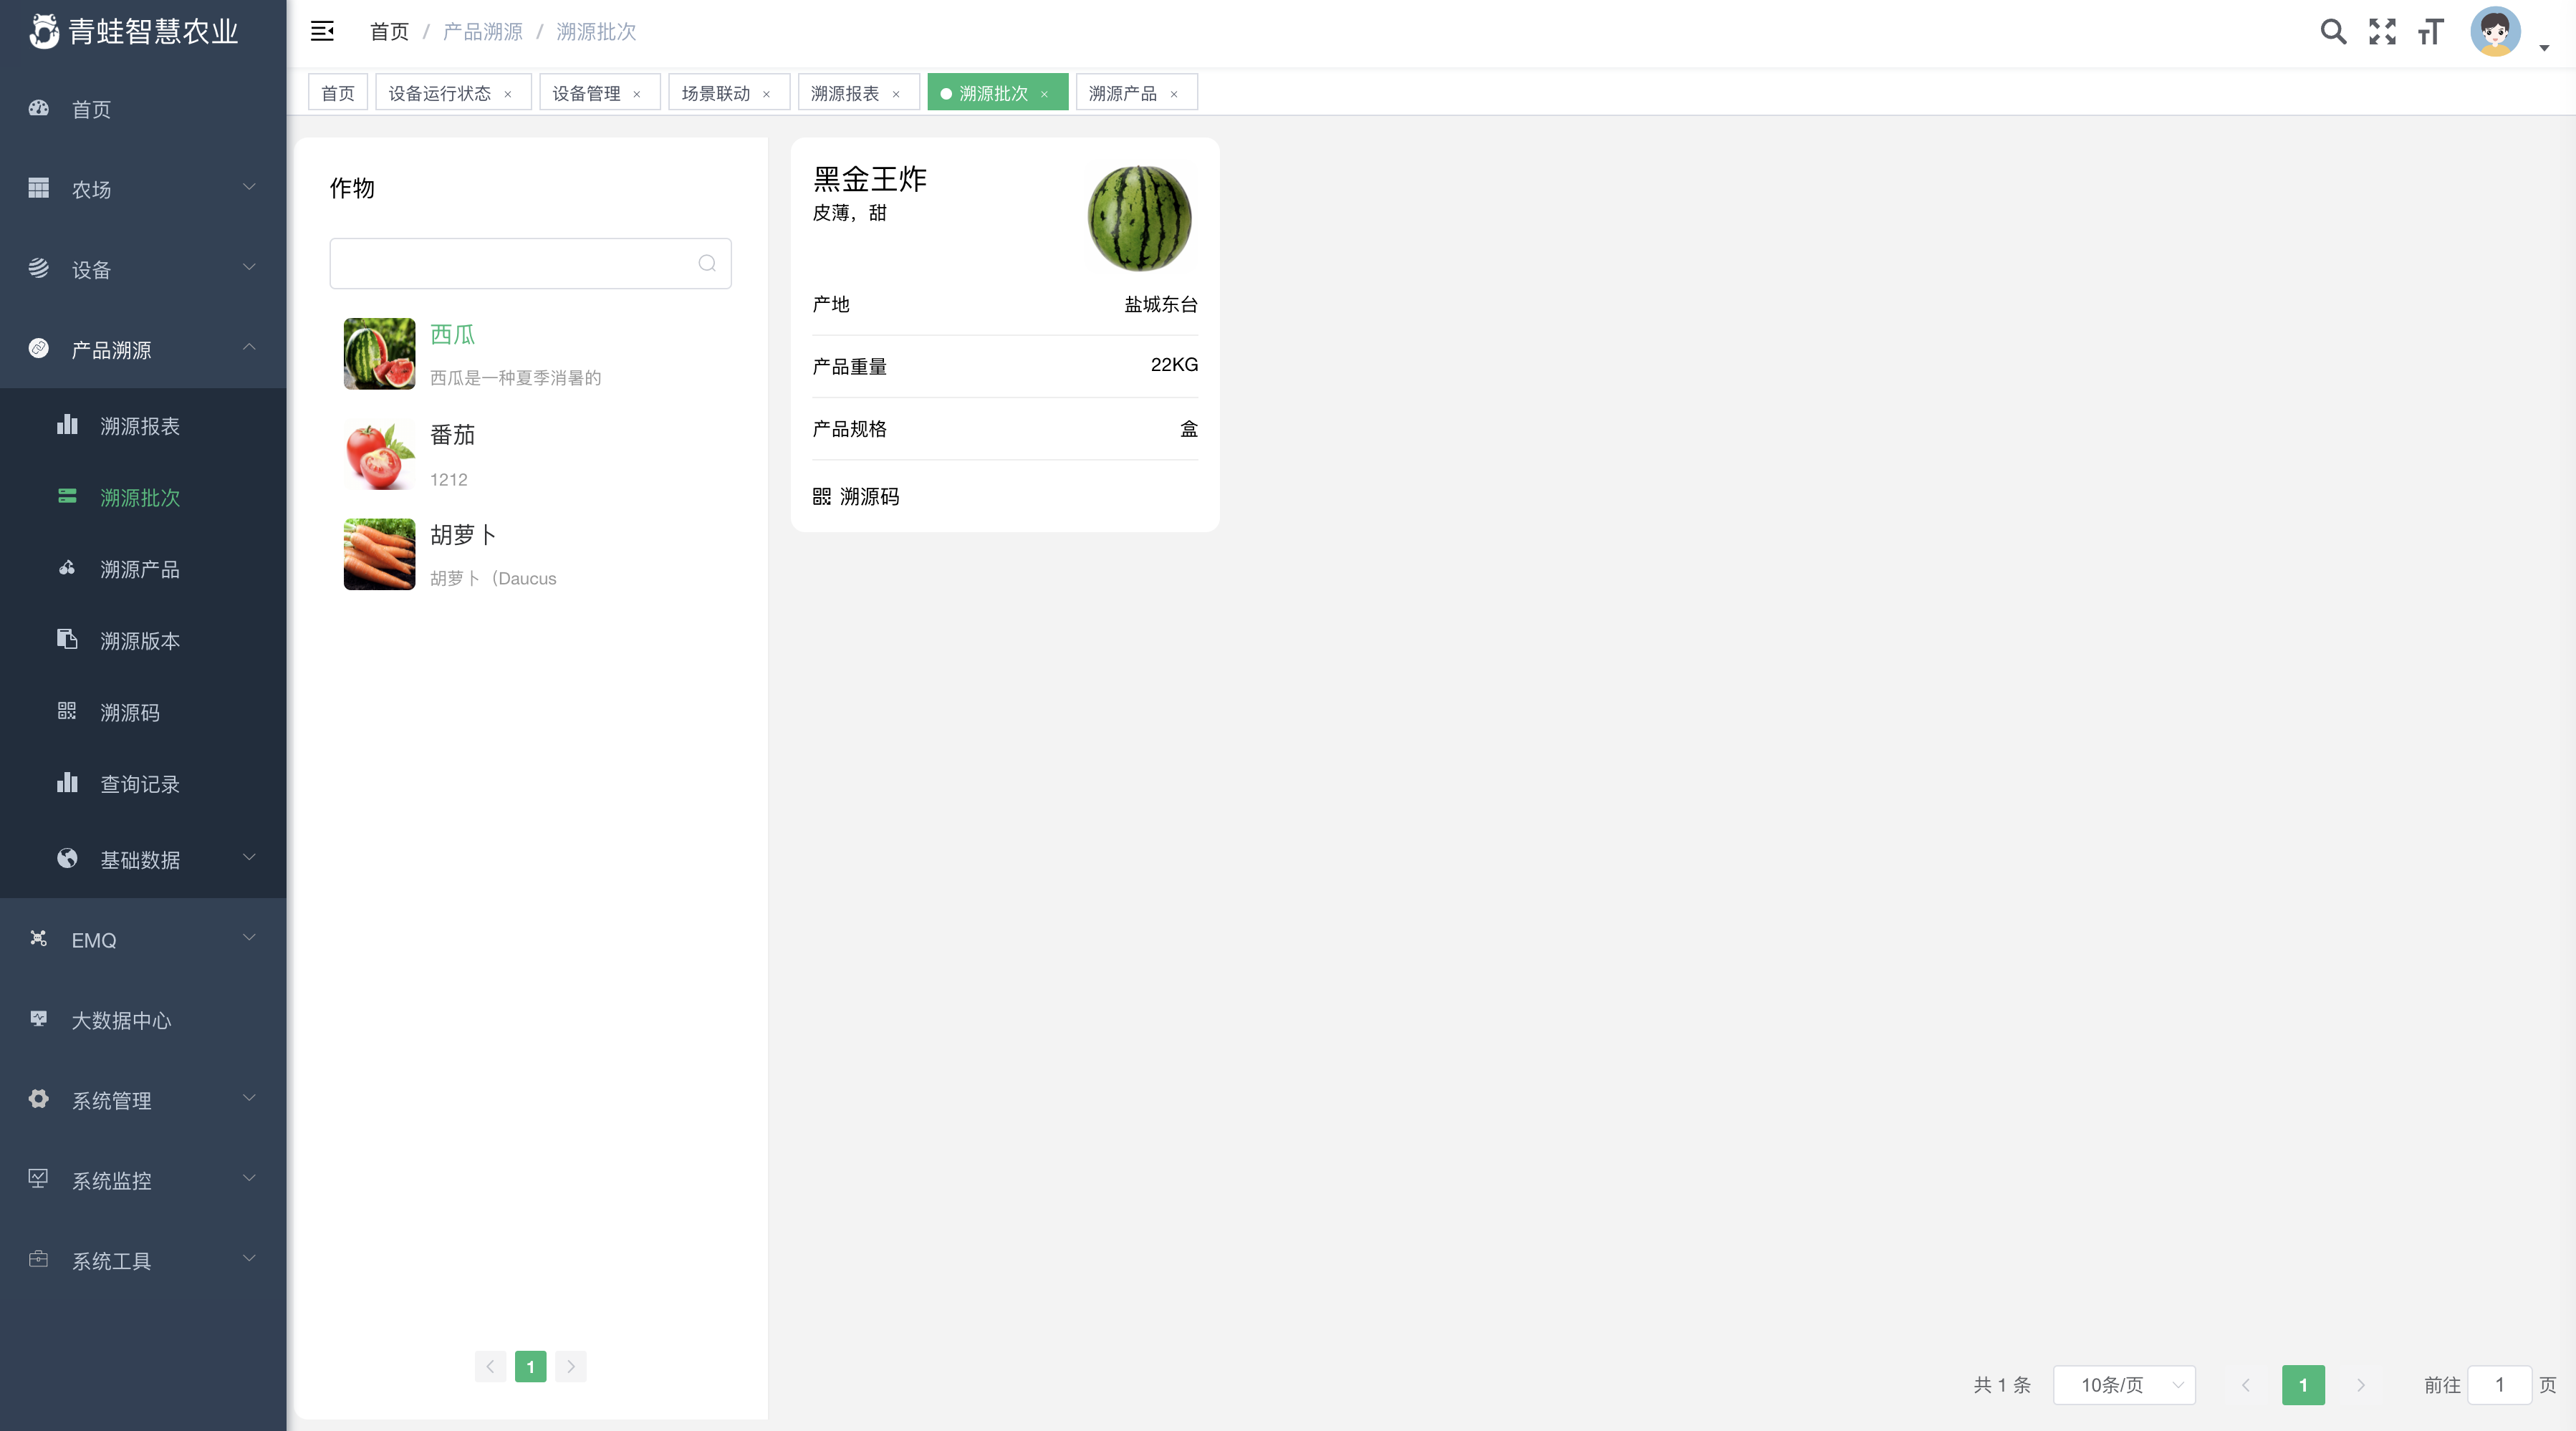 青蛙智慧农业
首页
农场
设备
产品溯源
溯源报表
溯源批次
溯源产品
溯源版本
溯源码
查询记录
基础数据
EMQ
大数据中心
系统管理
系统监控
系统工具
首页 / 产品溯源 / 溯源批次
首页 设备运行状态 × 设备管理 × 场景联动 × 溯源报表 × 溯源批次 × 溯源产品 ×
作物
西瓜
西瓜是一种夏季消暑的
番茄
1212
胡萝卜
胡萝卜（Daucus
1
黑金王炸
皮薄，甜
产地 盐城东台
产品重量 22KG
产品规格 盒
溯源码
共 1 条 10条/页 1 前往 1 页